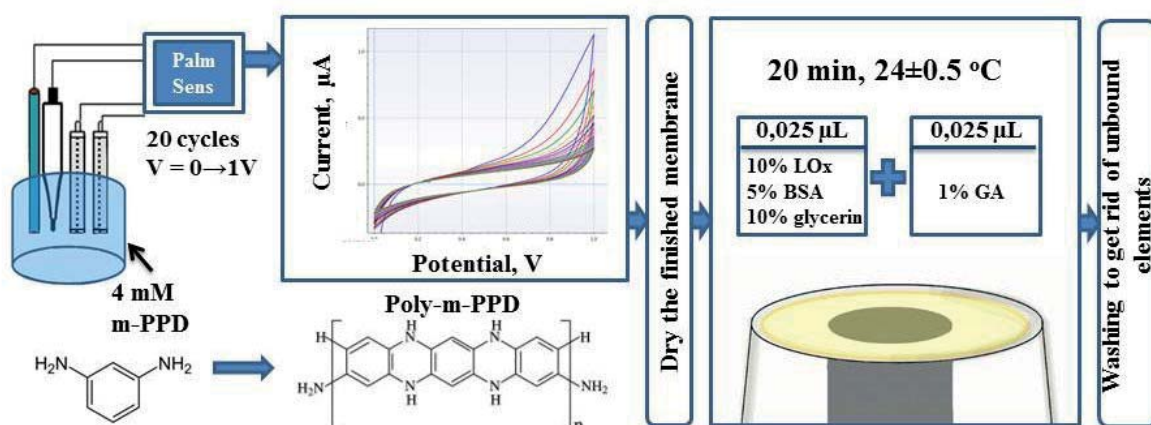 Palm
Sens
20 cycles
V = 0→1V
4 mM
m-PPD
Current, µA
Potential, V
Poly-m-PPD
H₂N
NH₂
H
H
N
H
N
H
H₂N
N
H
N
H
NH₂
n
Dry the finished membrane
20 min, 24±0.5 °C
0,025 µL
10% LOx
5% BSA
10% glycerin
0,025 µL
1% GA
Washing to get rid of unbound
elements